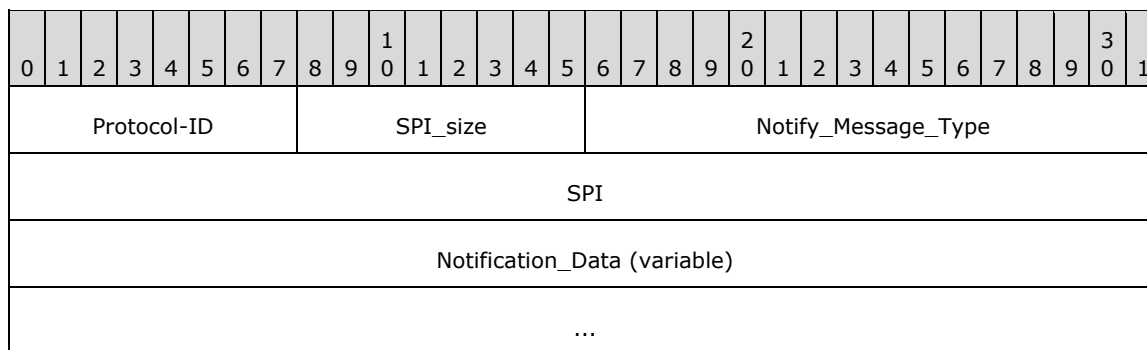 1 2 3
0 1 2 3 4 5 6 7 8 9 0 1 2 3 4 5 6 7 8 9 0 1 2 3 4 5 6 7 8 9 0 1
Protocol-ID SPI_size Notify_Message_Type
SPI
Notification_Data (variable)
...